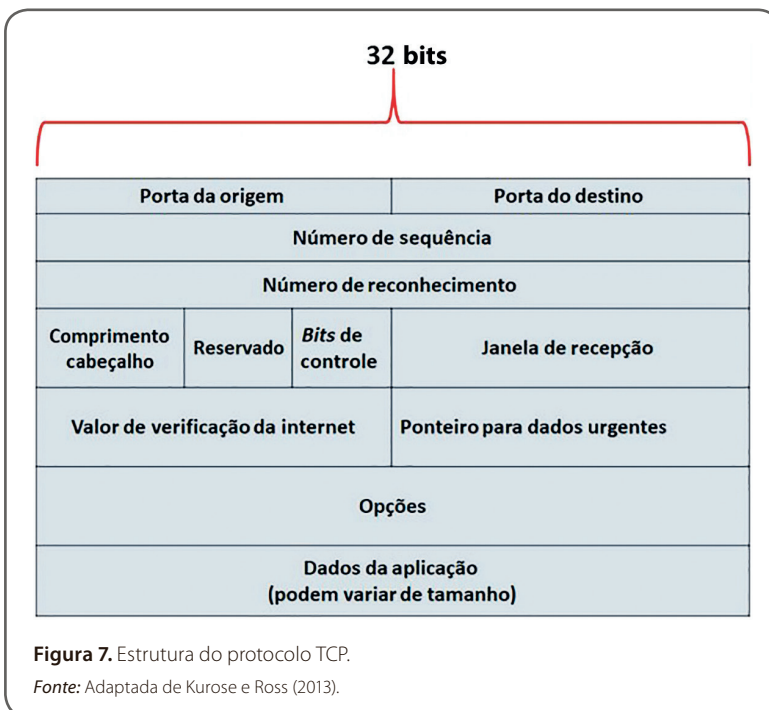 32 bits
Porta da origem
Porta do destino
Número de sequência
Número de reconhecimento
Comprimento
cabeçalho
Reservado
Bits de
controle
Janela de recepção
Valor de verificação da internet
Ponteiro para dados urgentes
Opções
Dados da aplicação
(podem variar de tamanho)
Figura 7. Estrutura do protocolo TCP.
Fonte: Adaptada de Kurose e Ross (2013).